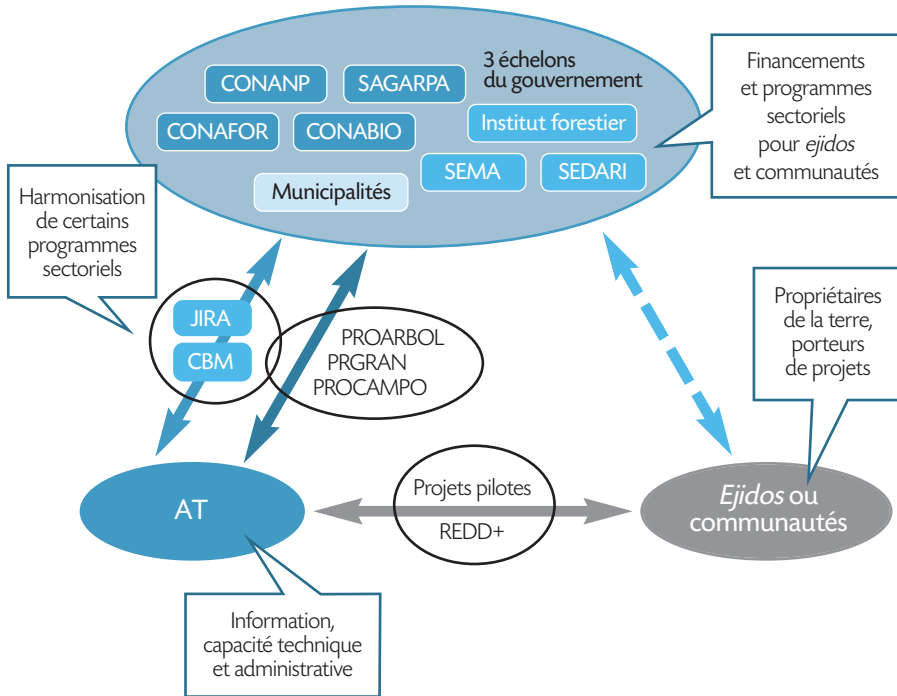 3 échelons
du gouvernement
CONANP
SAGARPA
CONAFOR
CONABIO
Institut forestier
SEMA
SEDARI
Municipalités
Financements
et programmes
sectoriels
pour ejidos
et communautés
Harmonisation
de certains
programmes
sectoriels
JIRA
CBM
PROARBOL
PRGRAN
PROCAMPO
Propriétaires
de la terre,
porteurs
de projets
AT
Projets pilotes
REDD+
Ejidos ou
communautés
Information,
capacité technique
et administrative